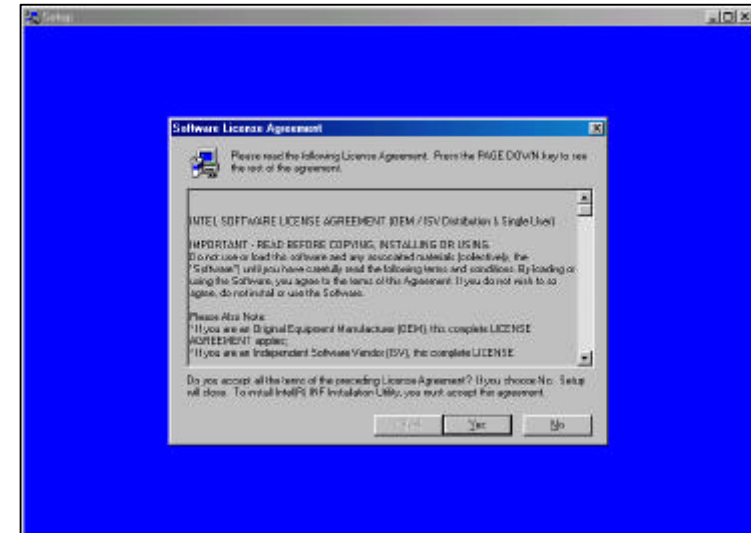 Setup
Software License Agreement
Please read the following License Agreement. Press the PAGE DOWN key to see
the rest of the agreement.
INTEL SOFTWARE LICENSE AGREEMENT (OEM / ISV Distribution & Single User)
IMPORTANT - READ BEFORE COPYING, INSTALLING OR USING.
Do not use or load this software and any associated materials (collectively, the
"Software") until you have carefully read the following terms and conditions. By loading or
using the Software, you agree to the terms of this Agreement. If you do not wish to so
agree, do not install or use the Software.
Please Also Note:
*If you are an Original Equipment Manufacturer (OEM), this complete LICENSE
AGREEMENT applies;
*If you are an Independent Software Vendor (ISV), this complete LICENSE
Do you accept all the terms of the preceding License Agreement? If you choose No, Setup
will close. To install Intel(R) INF Installation Utility, you must accept this agreement.
Yes
No